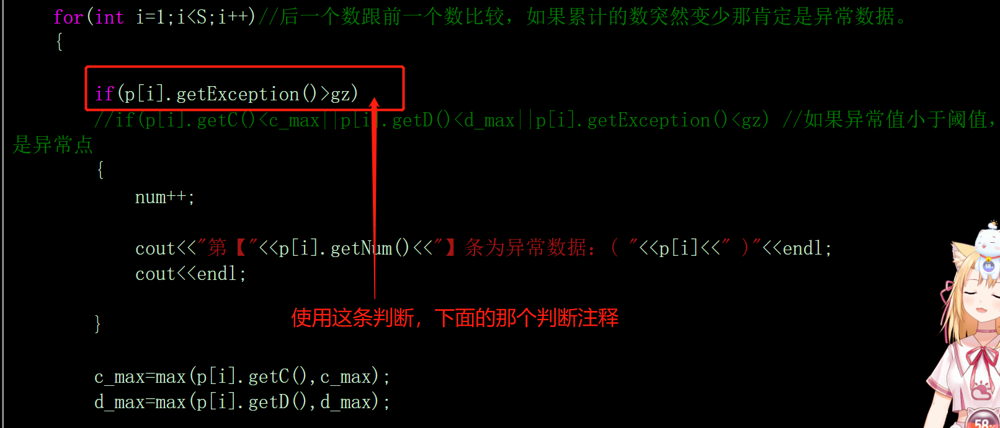 for(int i=1;i<S;i++)//后一个数跟前一个数比较，如果累计的数突然变少那肯定是异常数据。
{
if(p[i].getException()>gz)
//if(p[i].getC()<c_max||p[i].getD()<d_max||p[i].getException()<gz) //如果异常值小于阈值，
是异常点
{
num++;
cout<<"第【"<<p[i].getNum()<<"】条为异常数据：( "<<p[i]<<" )"<<endl;
cout<<endl;
使用这条判断，下面的那个判断注释
}
c_max=max(p[i].getC(),c_max);
d_max=max(p[i].getD(),d_max);
58
58%